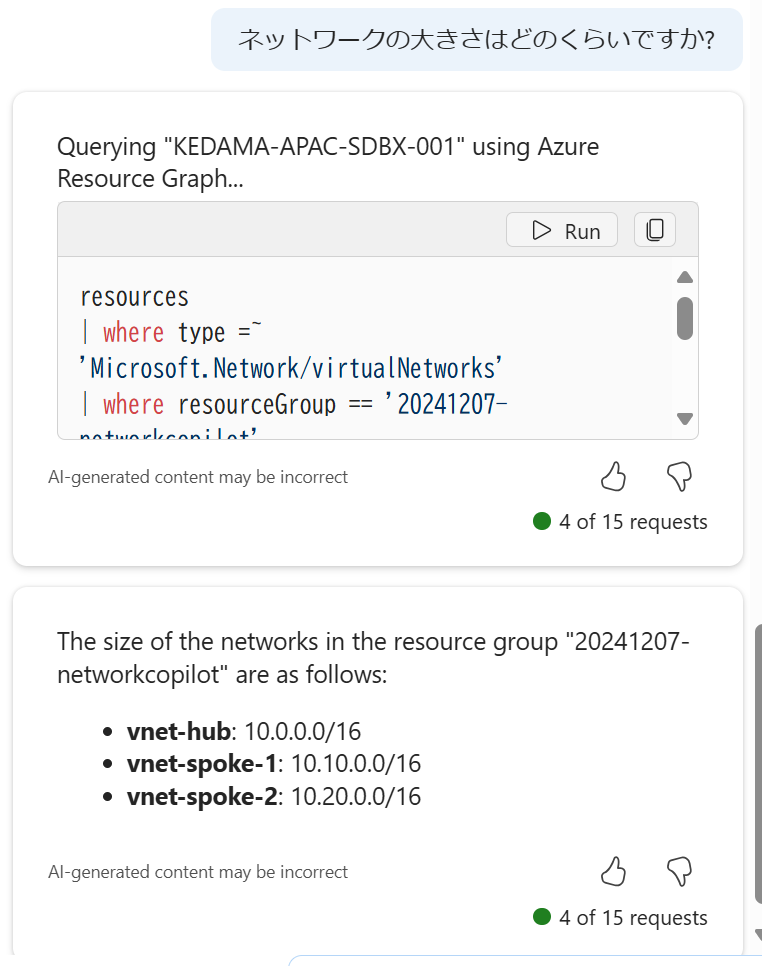 ネットワークの大きさはどのくらいですか?
Querying "KEDAMA-APAC-SDBX-001" using Azure
Resource Graph...
Run
resources
| where type =~
'Microsoft.Network/virtualNetworks'
| where resourceGroup == '20241207-
networkcopilot'
AI-generated content may be incorrect
4 of 15 requests
The size of the networks in the resource group "20241207-
networkcopilot" are as follows:
• vnet-hub: 10.0.0.0/16
• vnet-spoke-1: 10.10.0.0/16
• vnet-spoke-2: 10.20.0.0/16
AI-generated content may be incorrect
4 of 15 requests